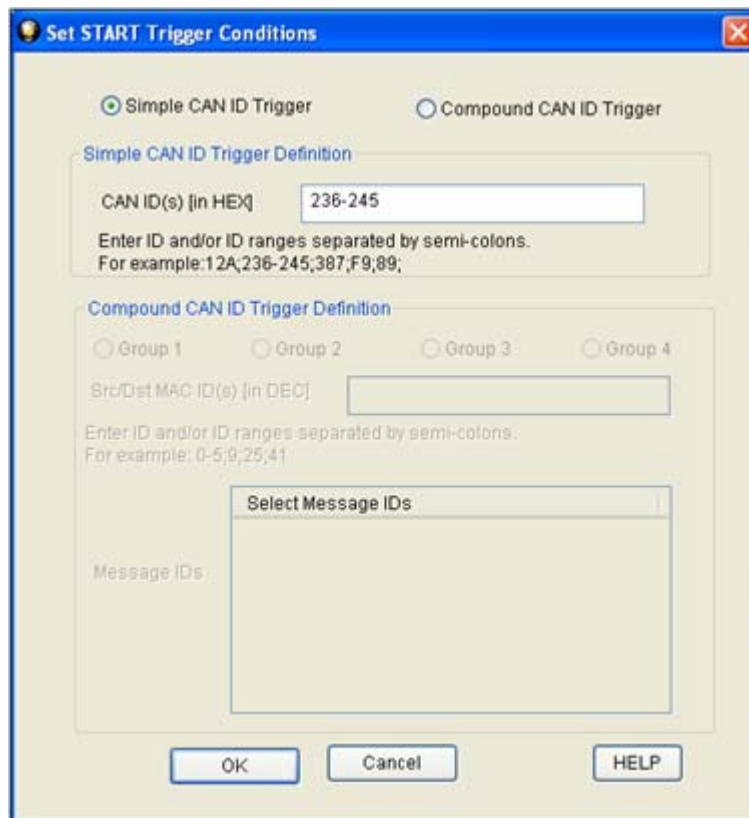 Set START Trigger Conditions
Simple CAN ID Trigger
Compound CAN ID Trigger
Simple CAN ID Trigger Definition
CAN ID(s) [in HEX]
236-245
Enter ID and/or ID ranges separated by semi-colons.
For example:12A;236-245;387;F9;89;
Compound CAN ID Trigger Definition
Group 1
Group 2
Group 3
Group 4
Src/Dst MAC ID(s) [in DEC]
Enter ID and/or ID ranges separated by semi-colons.
For example: 0-5;9;25;41
Select Message IDs
Message IDs
OK
Cancel
HELP